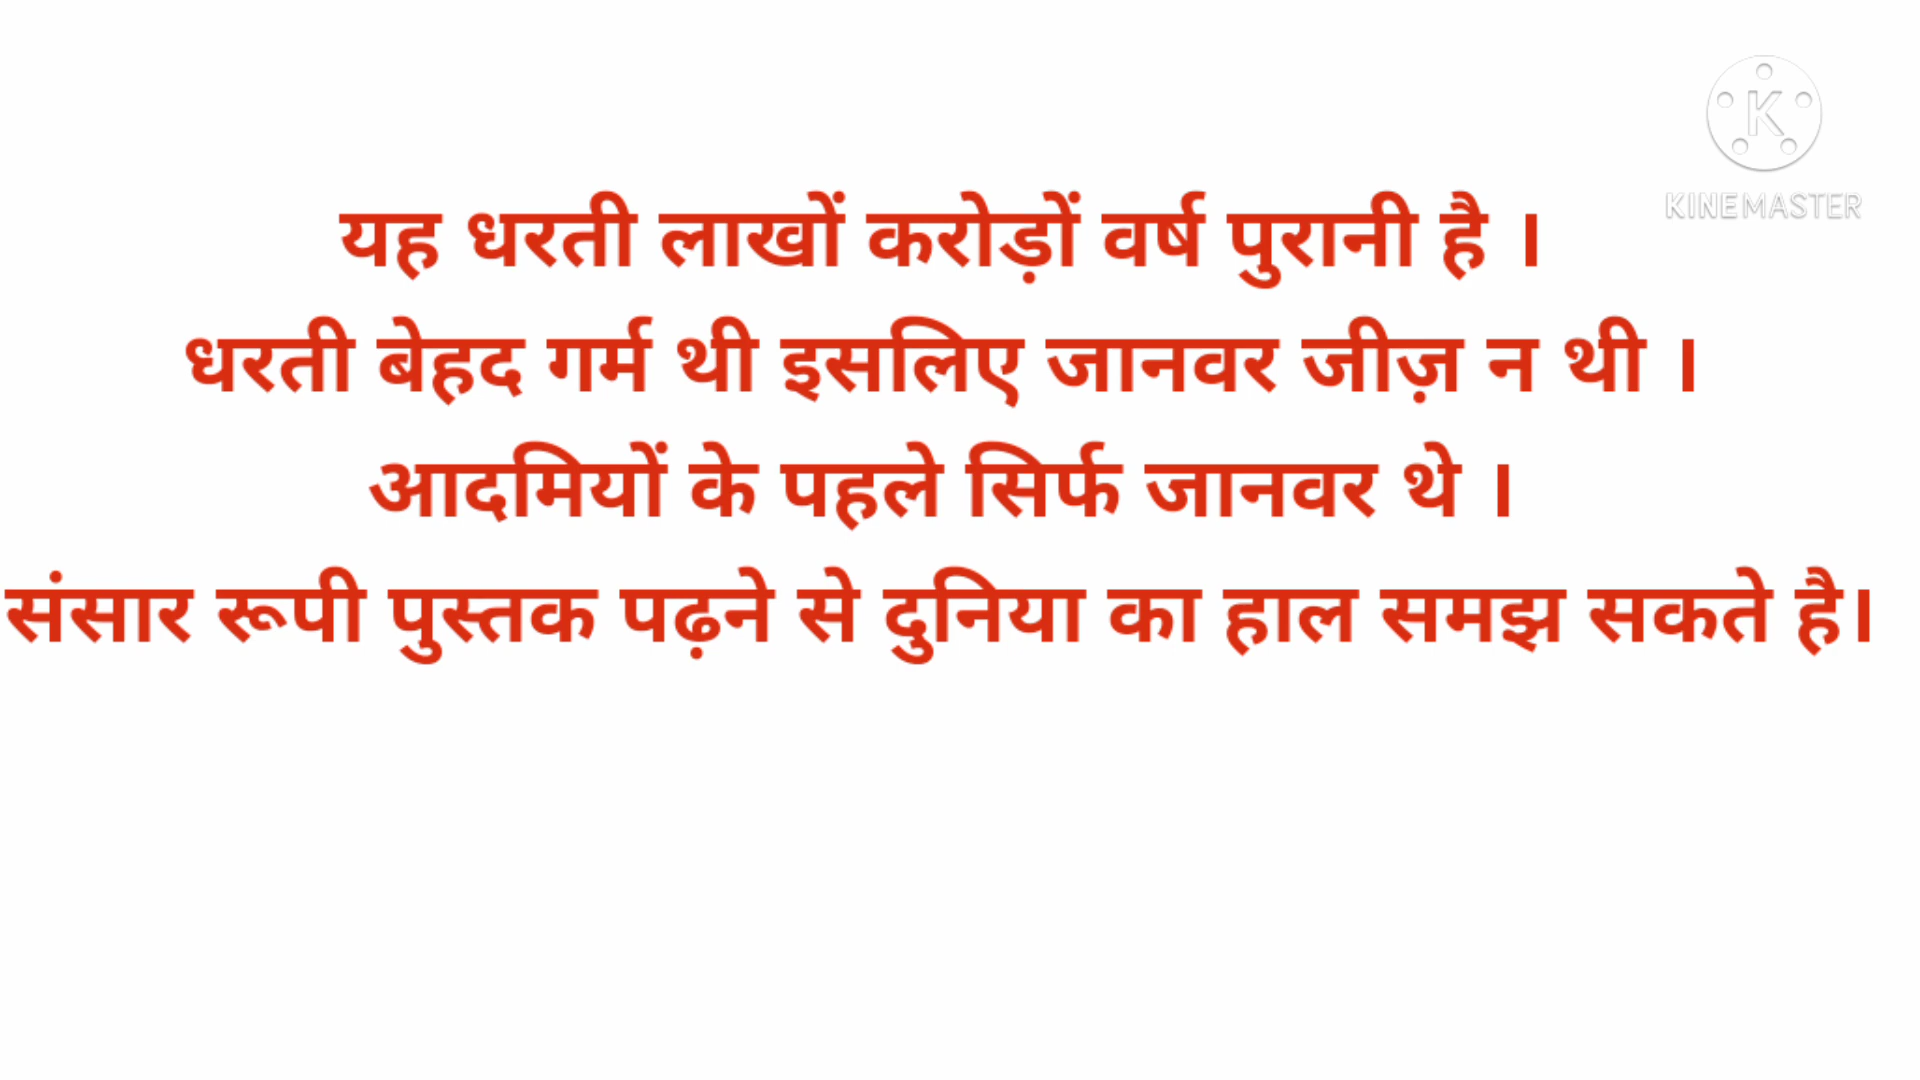 यह धरती लाखों करोड़ों वर्ष पुरानी है ।
धरती बेहद गर्म थी इसलिए जानवर जीज़ न थी ।
आदमियों के पहले सिर्फ जानवर थे ।
संसार रूपी पुस्तक पढ़ने से दुनिया का हाल समझ सकते है।
K
KINEMASTER